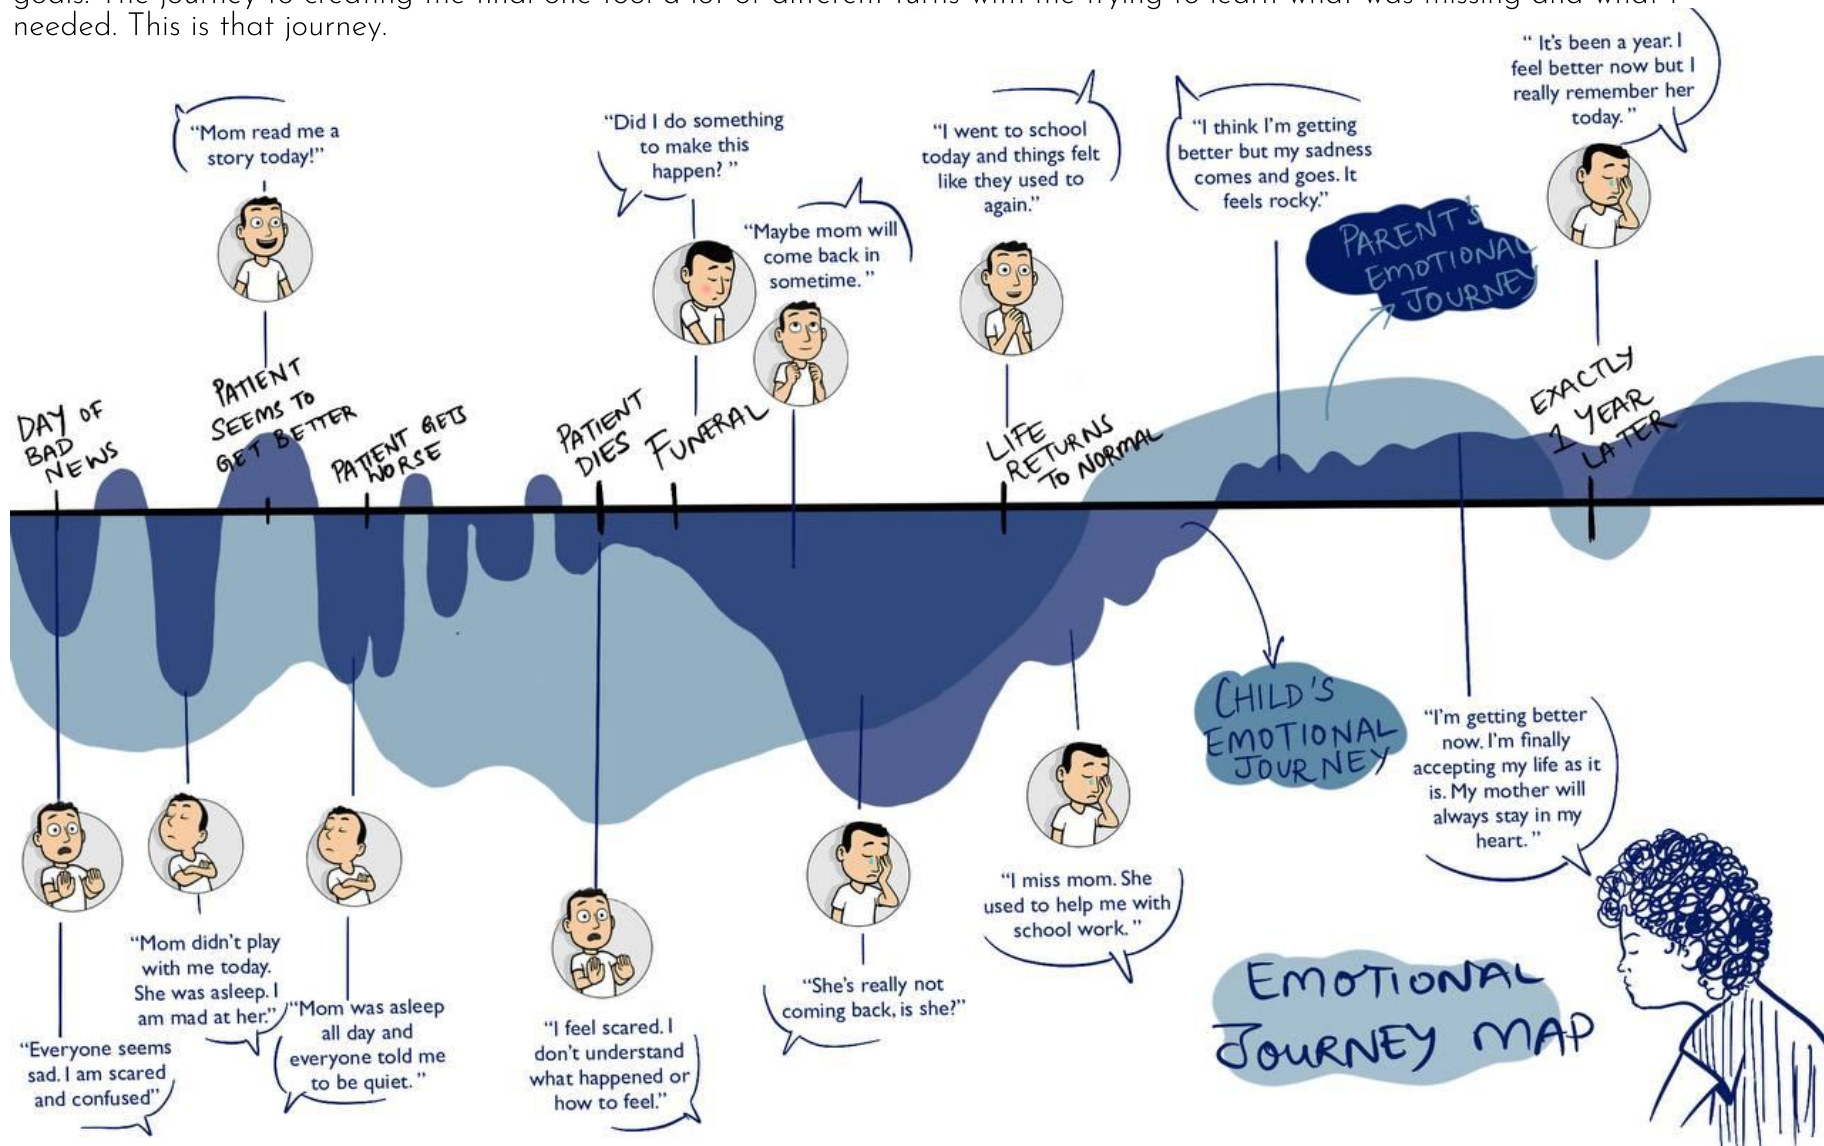 needed. This is that journey.
“Mom read me a
story today!”
“Did I do something
to make this
happen? ”
“Maybe mom will
come back in
sometime. ”
“I went to school
today and things felt
like they used to
again.”
“I think I’m getting
better but my sadness
comes and goes. It
feels rocky.”
“ It’s been a year. I
feel better now but I
really remember her
today. ”
PARENT'S
EMOTIONAL
JOURNEY
DAY OF
BAD
NEWS
PATIENT
SEEMS TO
GET BETTER
PATIENT GETS
WORSE
PATIENT
DIES
FUNERAL
LIFE
RETURNS
TO NORMAL
EXACTLY
1 YEAR
LATER
CHILD'S
EMOTIONAL
JOURNEY
“I’m getting better
now. I’m finally
accepting my life as it
is. My mother will
always stay in my
heart. ”
“Everyone seems
sad. I am scared
and confused”
“Mom didn’t play
with me today.
She was asleep. I
am mad at her.”
“Mom was asleep
all day and
everyone told me
to be quiet. ”
“I feel scared. I
don’t understand
what happened or
how to feel.”
“She’s really not
coming back, is she?”
“I miss mom. She
used to help me with
school work. ”
EMOTIONAL
JOURNEY MAP